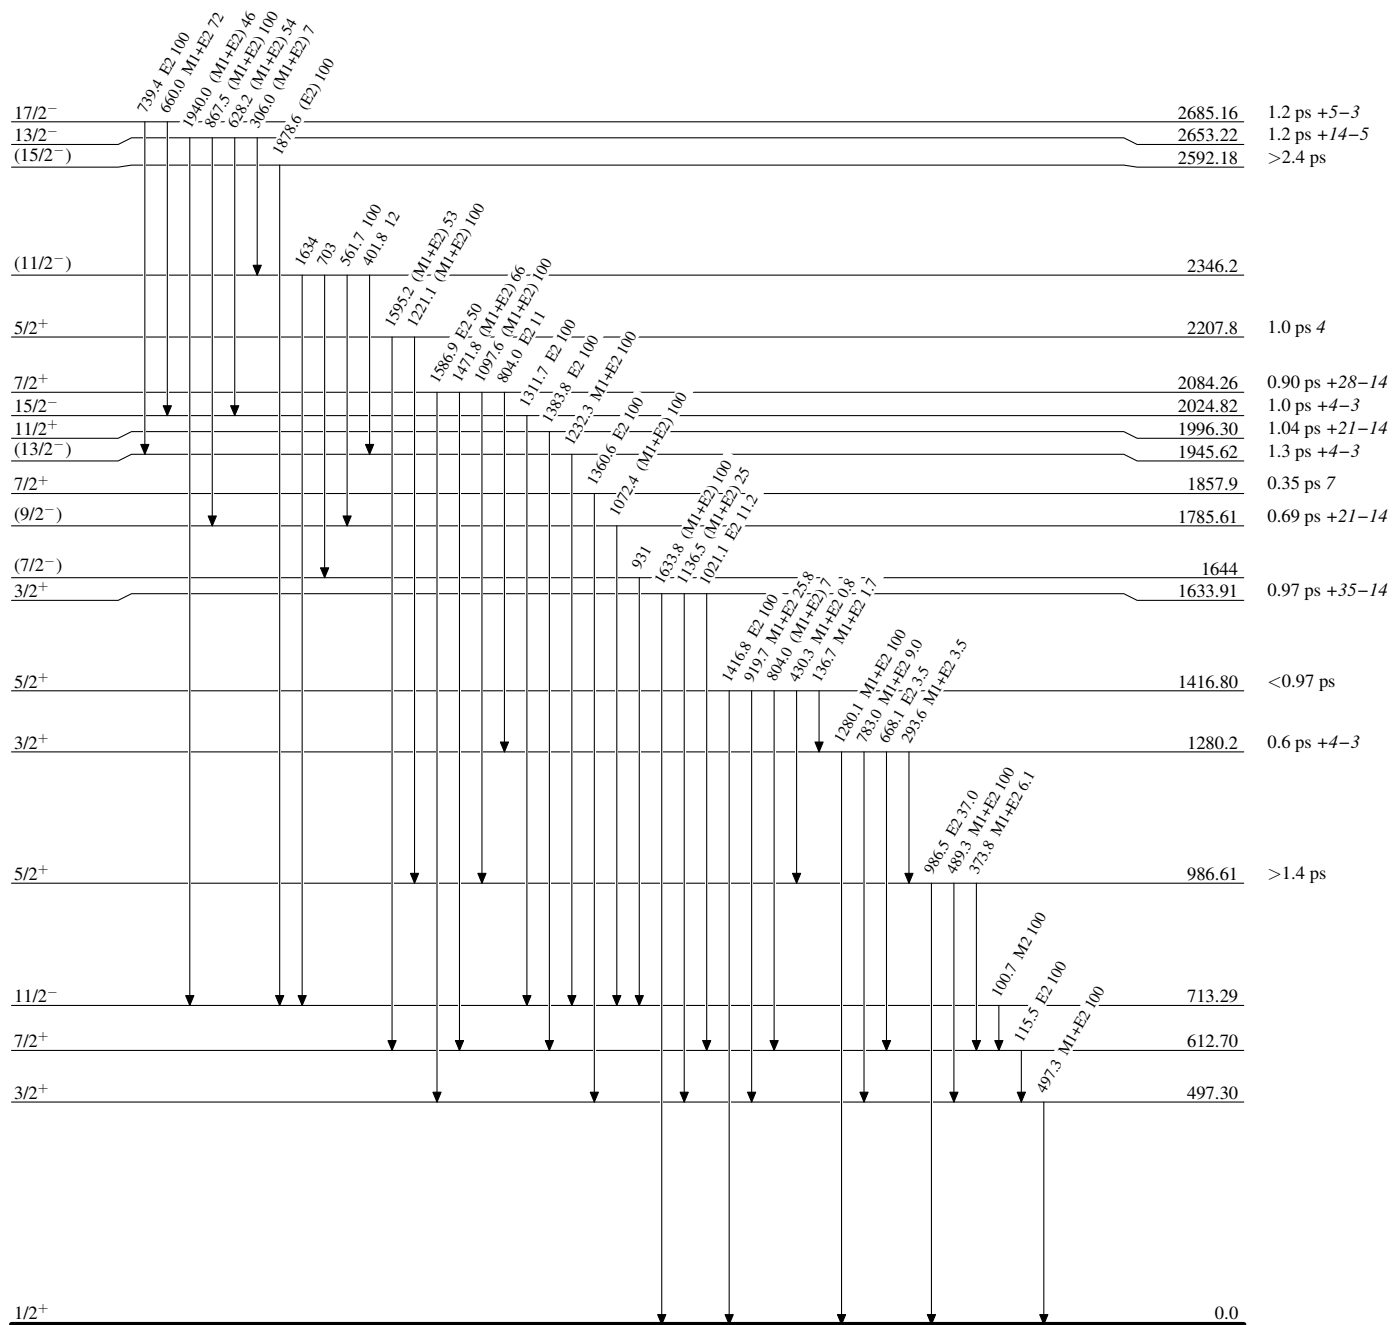 739.4 E2 100
660.0 M1+E2 72
1940.0 (M1+E2) 46
867.5 (M1+E2) 100
628.2 (M1+E2) 54
306.0 (M1+E2) 7
1878.6 (E2) 100
17/2⁻ 2685.16 1.2 ps +5−3
13/2⁻ 2653.22 1.2 ps +14−5
(15/2⁻) 2592.18 >2.4 ps
1634
703
561.7 100
401.8 12
(11/2⁻) 2346.2
1595.2 (M1+E2) 53
1221.1 (M1+E2) 100
5/2⁺ 2207.8 1.0 ps 4
1586.9 E2 50
1471.8 (M1+E2) 66
1097.6 (M1+E2) 100
804.0 E2 11
1311.7 E2 100
1383.8 E2 100
1232.3 M1+E2 100
7/2⁺ 2084.26 0.90 ps +28−14
15/2⁻ 2024.82 1.0 ps +4−3
11/2⁺ 1996.30 1.04 ps +21−14
(13/2⁻) 1945.62 1.3 ps +4−3
1360.6 E2 100
7/2⁺ 1857.9 0.35 ps 7
1072.4 (M1+E2) 100
(9/2⁻) 1785.61 0.69 ps +21−14
931
(7/2⁻) 1644
1633.8 (M1+E2) 100
1136.5 (M1+E2) 25
1021.1 E2 11.2
3/2⁺ 1633.91 0.97 ps +35−14
1416.8 E2 100
919.7 M1+E2 25.8
804.0 (M1+E2) 7
430.3 M1+E2 0.8
136.7 M1+E2 1.7
5/2⁺ 1416.80 <0.97 ps
1280.1 M1+E2 100
783.0 M1+E2 9.0
668.1 E2 3.5
293.6 M1+E2 3.5
3/2⁺ 1280.2 0.6 ps +4−3
986.5 E2 37.0
489.3 M1+E2 100
373.8 M1+E2 6.1
5/2⁺ 986.61 >1.4 ps
100.7 M2 100
11/2⁻ 713.29
115.5 E2 100
7/2⁺ 612.70
497.3 M1+E2 100
3/2⁺ 497.30
1/2⁺ 0.0